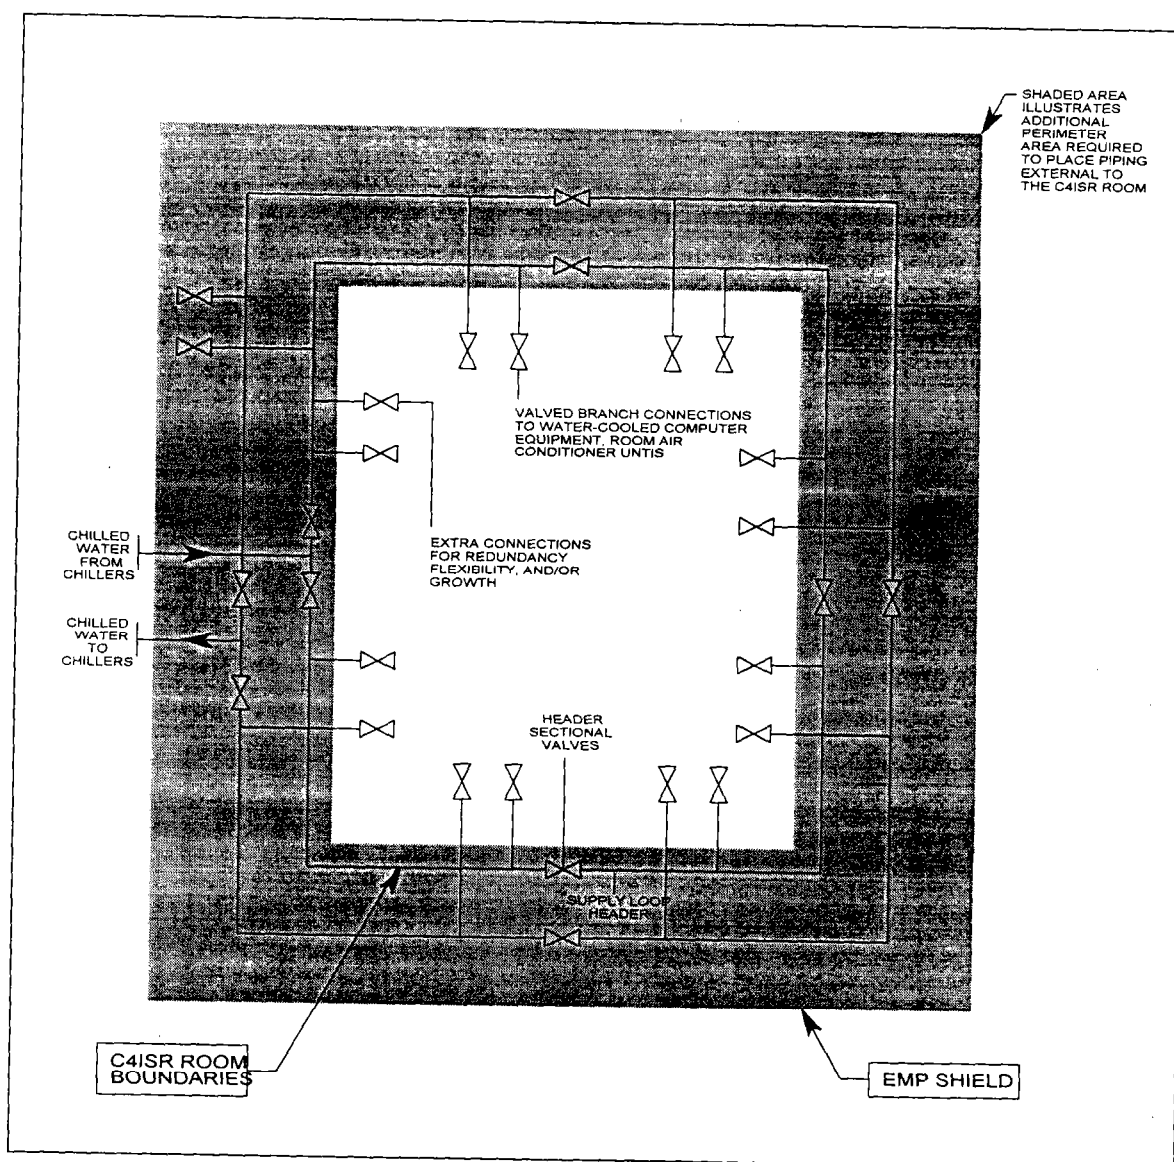 SHADED AREA
ILLUSTRATES
ADDITIONAL
PERIMETER
AREA REQUIRED
TO PLACE PIPING
EXTERNAL TO
THE C4ISR ROOM
VALVED BRANCH CONNECTIONS
TO WATER-COOLED COMPUTER
EQUIPMENT, ROOM AIR
CONDITIONER UNTIS
EXTRA CONNECTIONS
FOR REDUNDANCY
FLEXIBILITY, AND/OR
GROWTH
CHILLED
WATER
FROM
CHILLERS
CHILLED
WATER
TO
CHILLERS
HEADER
SECTIONAL
VALVES
SUPPLY LOOP
HEADER
C4ISR ROOM
BOUNDARIES
EMP SHIELD